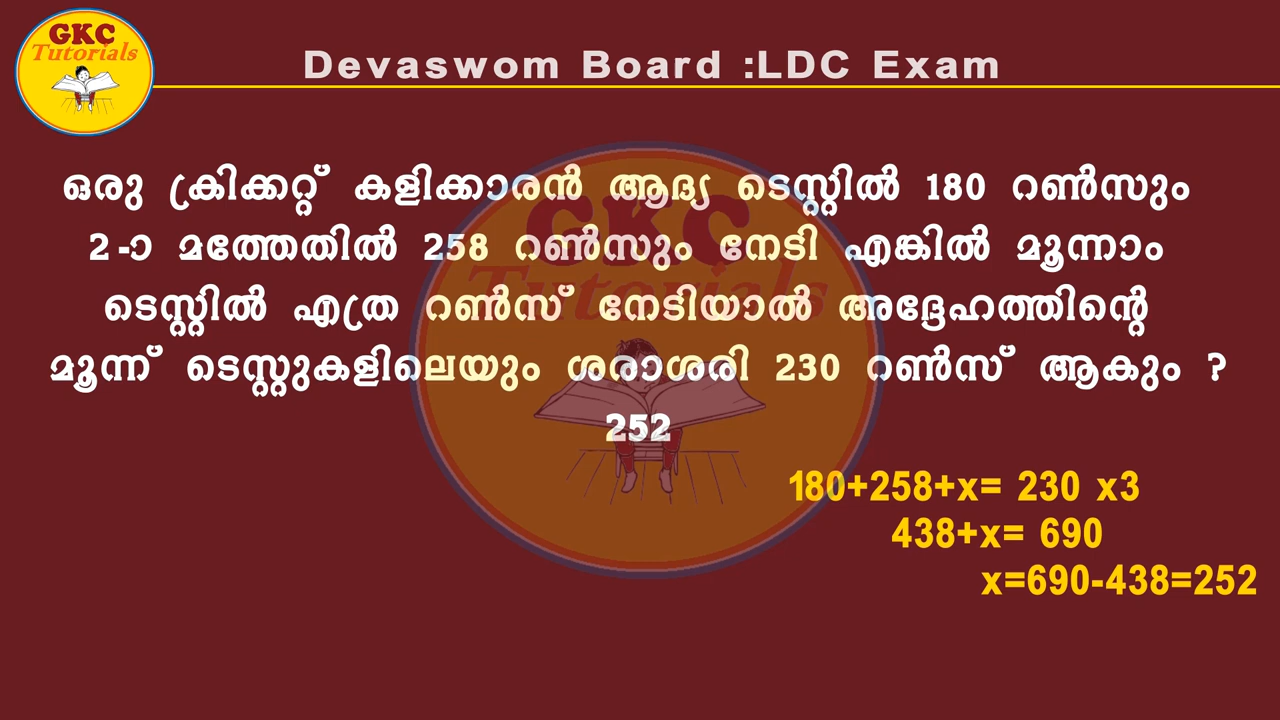 GKC
Tutorials
Devaswom Board :LDC Exam
ഒരു ക്രിക്കറ്റ് കളിക്കാരൻ ആദ്യ ടെസ്റ്റിൽ 180 റൺസും
2-ാ മത്തേതിൽ 258 റൺസും നേടി എങ്കിൽ മൂന്നാം
ടെസ്റ്റിൽ എത്ര റൺസ് നേടിയാൽ അദ്ദേഹത്തിന്റെ
മൂന്ന് ടെസ്റ്റുകളിലെയും ശരാശരി 230 റൺസ് ആകും ?
252
180+258+x= 230 x3
438+x= 690
x=690-438=252
GKC
Tutorials